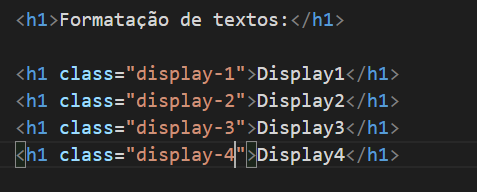 <h1>Formatação de textos:</h1>
<h1 class="display-1">Display1</h1>
<h1 class="display-2">Display2</h1>
<h1 class="display-3">Display3</h1>
<h1 class="display-4">Display4</h1>